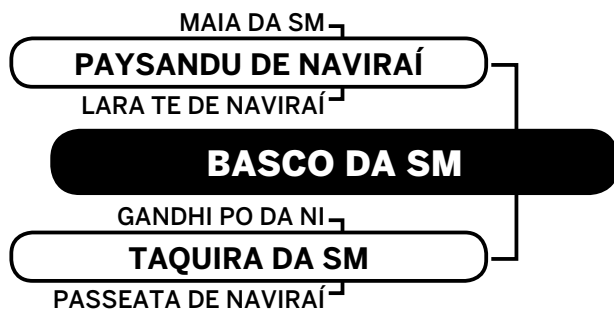 MAIA DA SM
PAYSANDU DE NAVIRAÍ
LARA TE DE NAVIRAÍ
BASCO DA SM
GANDHI PO DA NI
TAQUIRA DA SM
PASSEATA DE NAVIRAÍ